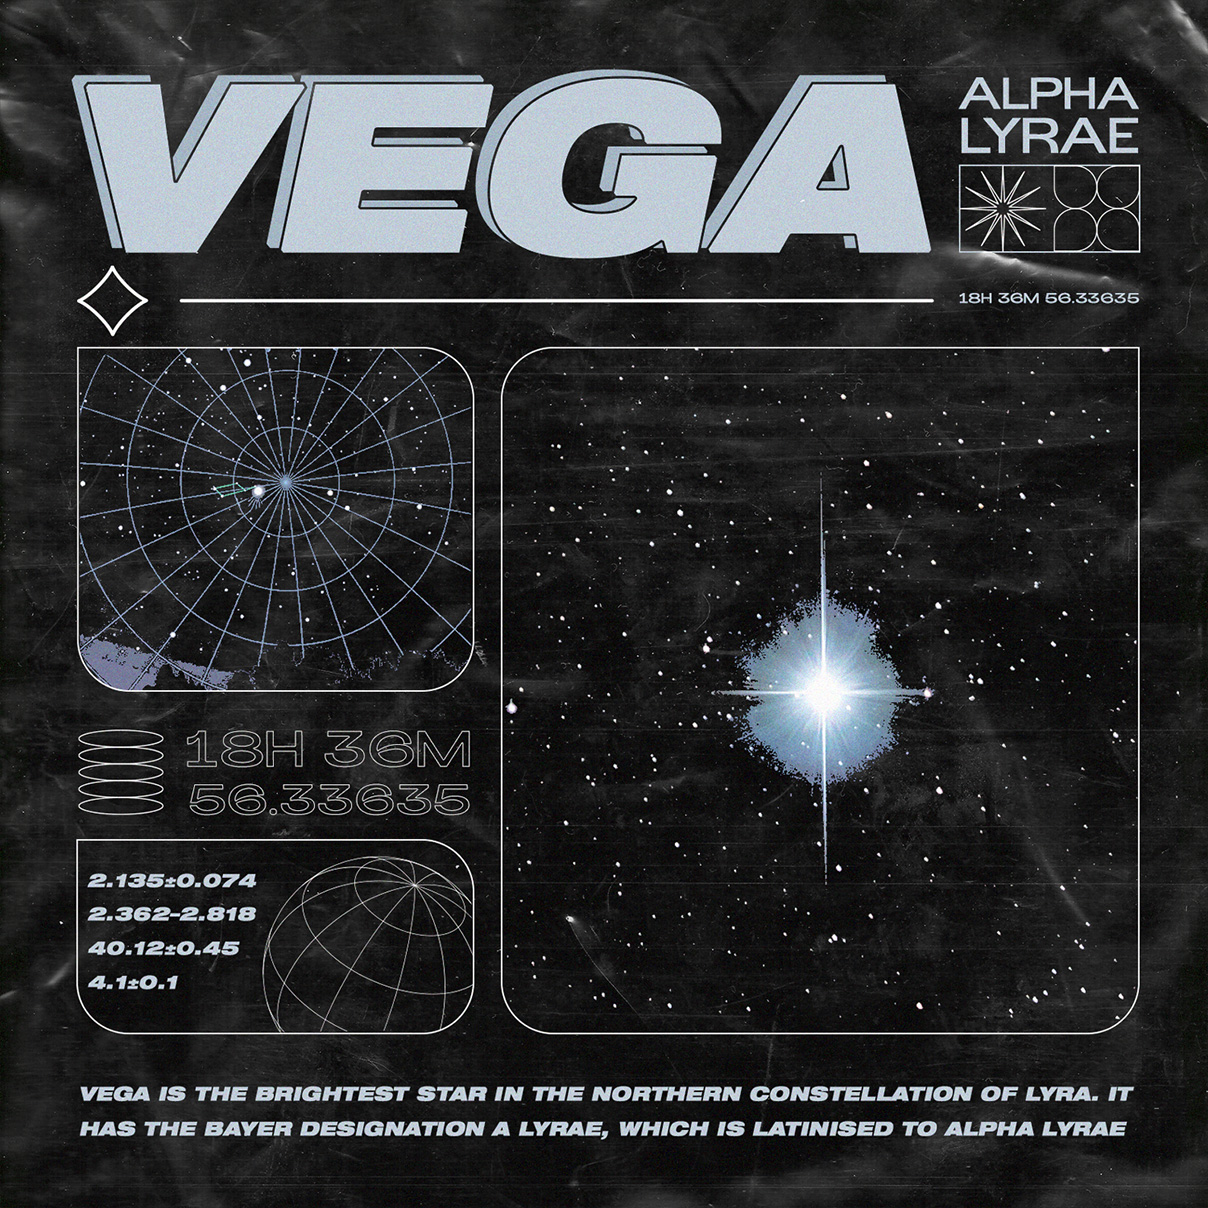 VEGA
ALPHA
LYRAE
18H 36M 56.33635
18H 36M
56.33635
2.135±0.074
2.362-2.818
40.12±0.45
4.1±0.1
VEGA IS THE BRIGHTEST STAR IN THE NORTHERN CONSTELLATION OF LYRA. IT
HAS THE BAYER DESIGNATION A LYRAE, WHICH IS LATINISED TO ALPHA LYRAE